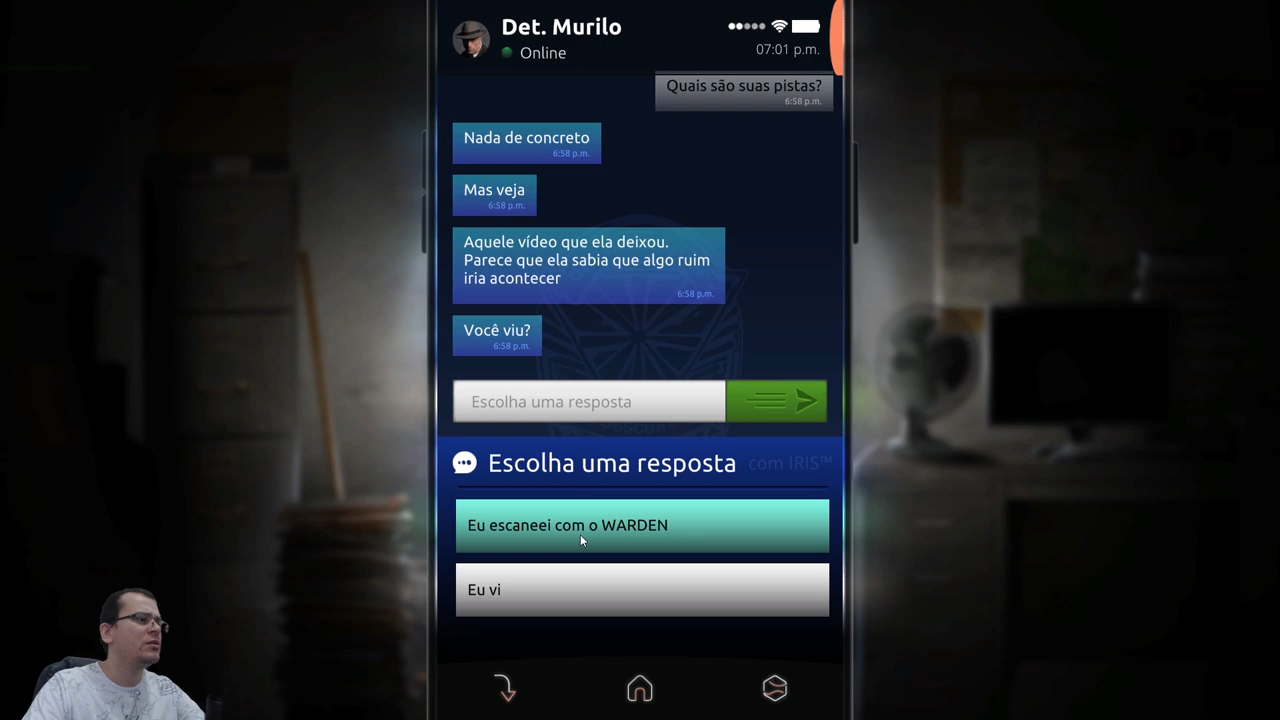 Det. Murilo
Online
07:01 p.m.
Quais são suas pistas?
6:58 p.m.
Nada de concreto
6:58 p.m.
Mas veja
6:58 p.m.
Aquele vídeo que ela deixou.
Parece que ela sabia que algo ruim
iria acontecer
6:58 p.m.
Você viu?
6:58 p.m.
Escolha uma resposta
Escolha uma resposta com IRIS™
Eu escaneei com o WARDEN
Eu vi